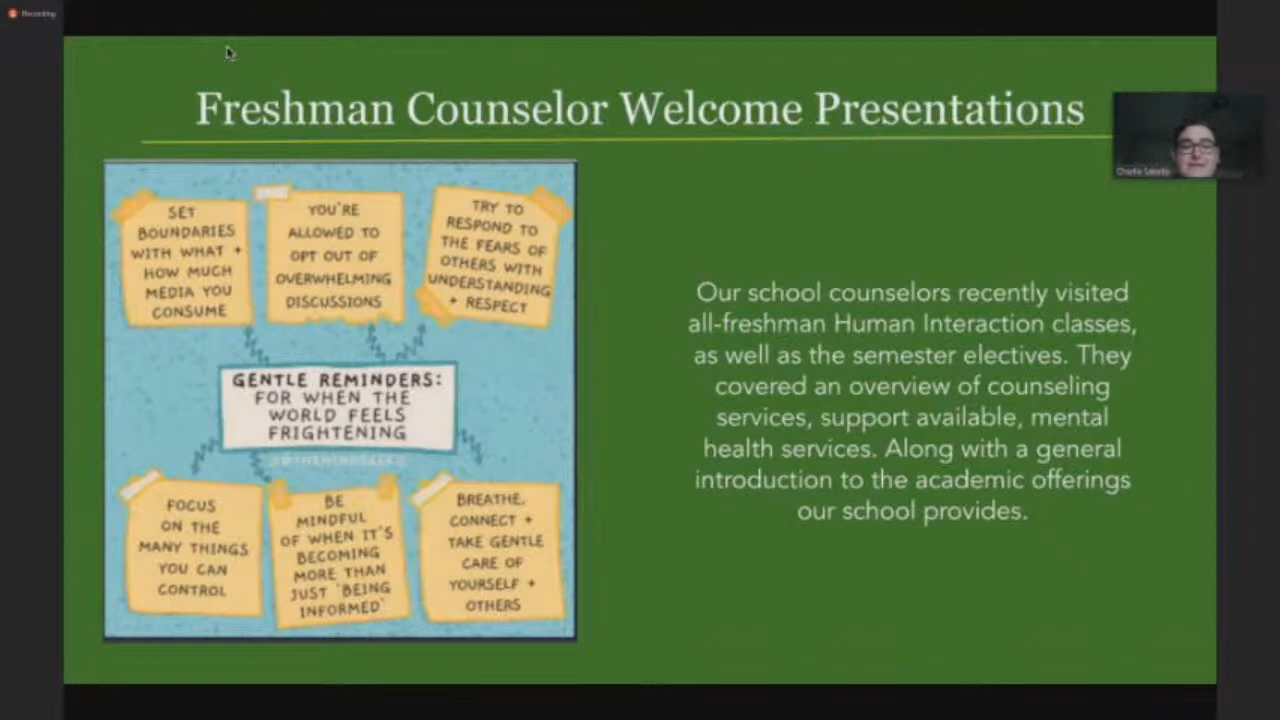 Recording
Freshman Counselor Welcome Presentations
SET
BOUNDARIES
WITH WHAT +
HOW MUCH
MEDIA YOU
CONSUME
YOU'RE
ALLOWED TO
OPT OUT OF
OVERWHELMING
DISCUSSIONS
TRY TO
RESPOND TO
THE FEARS OF
OTHERS WITH
UNDERSTANDING
+ RESPECT
GENTLE REMINDERS:
FOR WHEN THE
WORLD FEELS
FRIGHTENING
FOCUS
ON THE
MANY THINGS
YOU CAN
CONTROL
BE
MINDFUL
OF WHEN IT'S
BECOMING
MORE THAN
JUST 'BEING
INFORMED'
BREATHE,
CONNECT +
TAKE GENTLE
CARE OF
YOURSELF +
OTHERS
Our school counselors recently visited
all-freshman Human Interaction classes,
as well as the semester electives. They
covered an overview of counseling
services, support available, mental
health services. Along with a general
introduction to the academic offerings
our school provides.
Charlie